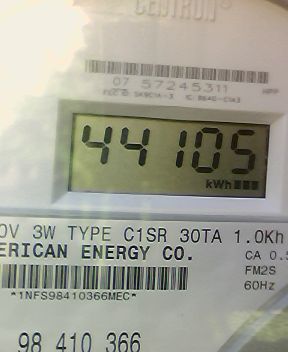 CENTRON®
07 57245311
44105
kWh
0V 3W TYPE C1SR 30TA 1.0Kh
ERICAN ENERGY CO.
CA 0.5
FM2S
*1NFS98410366MEC*
60Hz
98 410 366